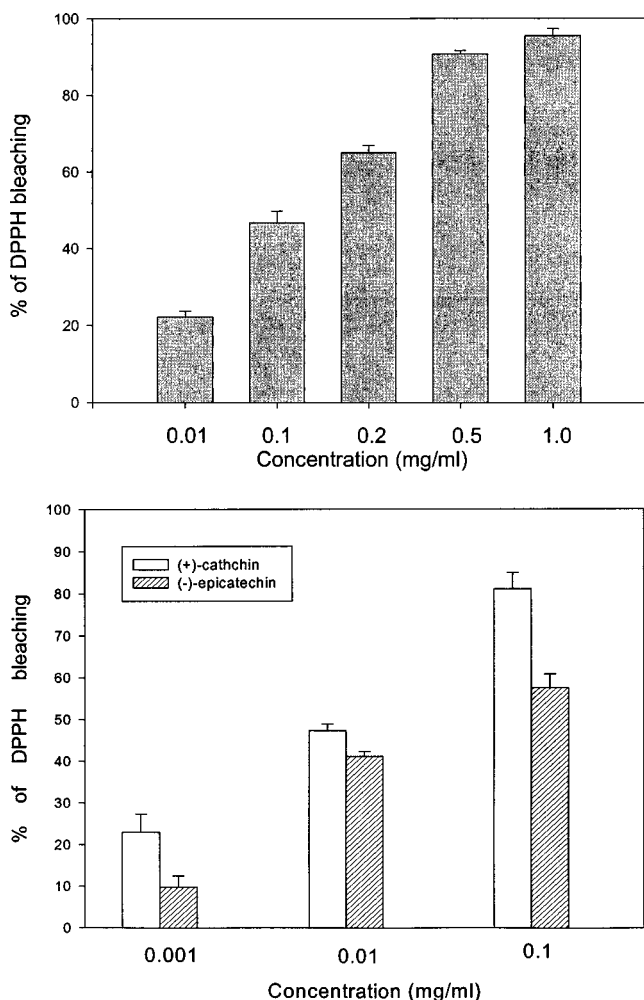 % of DPPH bleaching
100
80
60
40
20
0
0.01 0.1 0.2 0.5 1.0
Concentration (mg/ml)
% of DPPH bleaching
100
90
80
70
60
50
40
30
20
10
0
(+)-cathchin
(-)-epicatechin
0.001 0.01 0.1
Concentration (mg/ml)